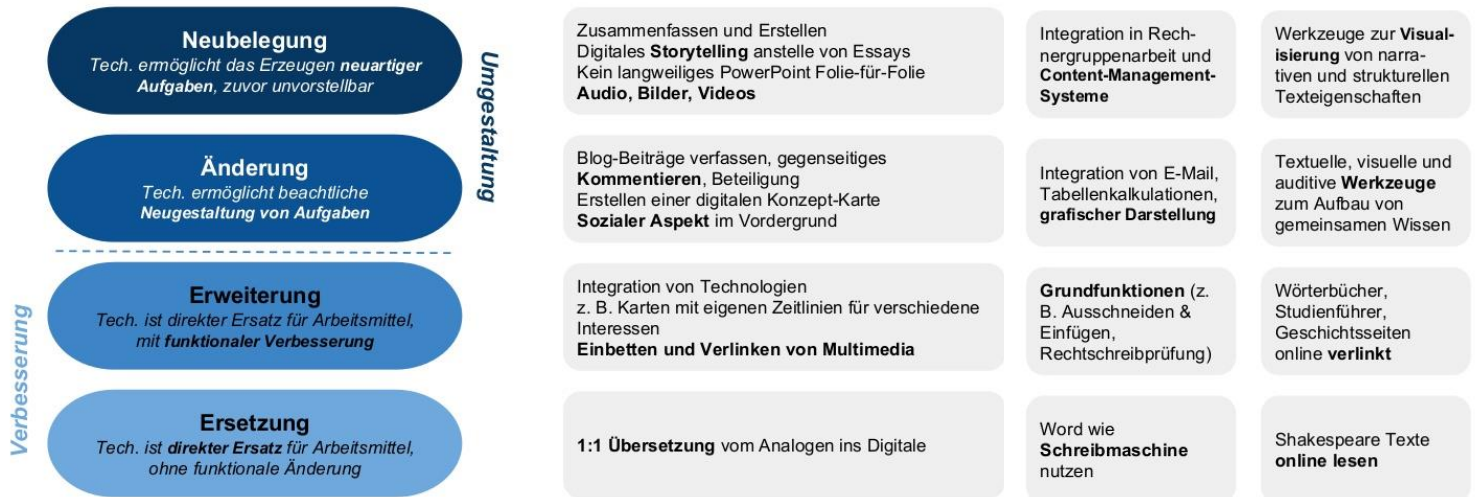 Neubelegung
Tech. ermöglicht das Erzeugen neuartiger
Aufgaben, zuvor unvorstellbar
Zusammenfassen und Erstellen
Digitales Storytelling anstelle von Essays
Kein langweiliges PowerPoint Folie-für-Folie
Audio, Bilder, Videos
Integration in Rech-
nergruppenarbeit und
Content-Management-
Systeme
Werkzeuge zur Visual-
isierung von narra-
tiven und strukturellen
Texteigenschaften
Umgestaltung
Änderung
Tech. ermöglicht beachtliche
Neugestaltung von Aufgaben
Blog-Beiträge verfassen, gegenseitiges
Kommentieren, Beteiligung
Erstellen einer digitalen Konzept-Karte
Sozialer Aspekt im Vordergrund
Integration von E-Mail,
Tabellenkalkulationen,
grafischer Darstellung
Textuelle, visuelle und
auditive Werkzeuge
zum Aufbau von
gemeinsamen Wissen
Verbesserung
Erweiterung
Tech. ist direkter Ersatz für Arbeitsmittel,
mit funktionaler Verbesserung
Integration von Technologien
z. B. Karten mit eigenen Zeitlinien für verschiedene
Interessen
Einbetten und Verlinken von Multimedia
Grundfunktionen (z.
B. Ausschneiden &
Einfügen,
Rechtschreibprüfung)
Wörterbücher,
Studienführer,
Geschichtsseiten
online verlinkt
Ersetzung
Tech. ist direkter Ersatz für Arbeitsmittel,
ohne funktionale Änderung
1:1 Übersetzung vom Analogen ins Digitale
Word wie
Schreibmaschine
nutzen
Shakespeare Texte
online lesen